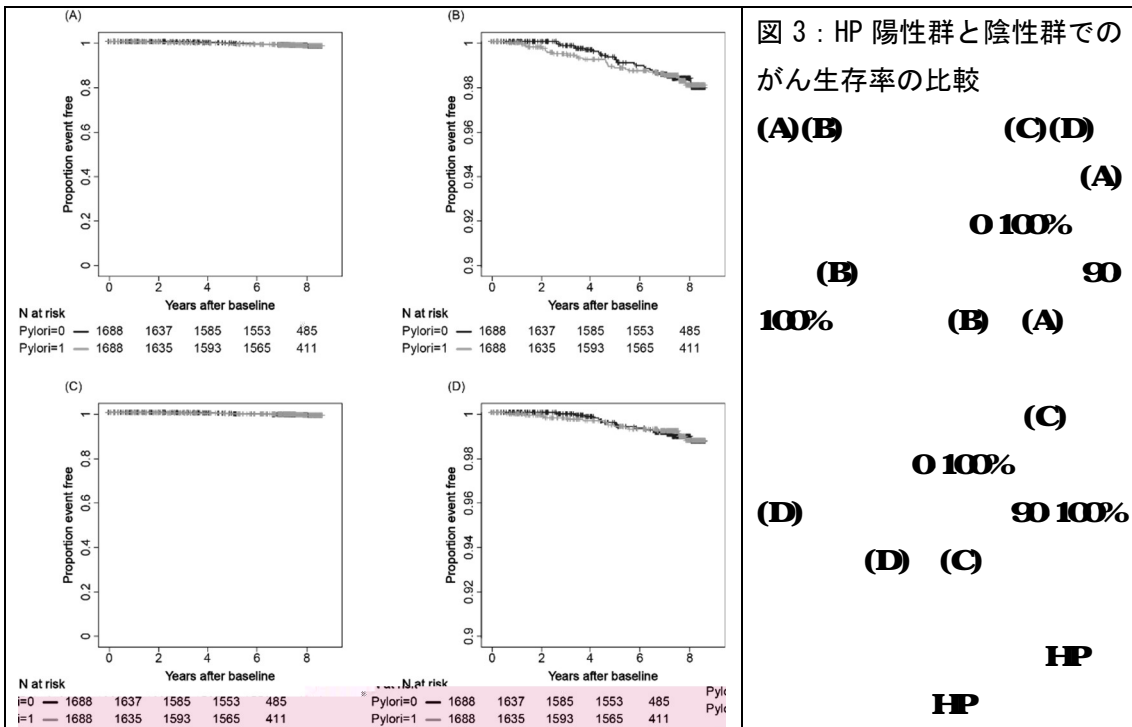 (A)
Proportion event free
1
0.8
0.6
0.4
0.2
0
0 2 4 6 8
Years after baseline
N at risk
Pylori=0 1688 1637 1585 1553 485
Pylori=1 1688 1635 1593 1565 411
(B)
Proportion event free
1
0.98
0.96
0.94
0.92
0.9
0 2 4 6 8
Years after baseline
N at risk
Pylori=0 1688 1637 1585 1553 485
Pylori=1 1688 1635 1593 1565 411
(C)
Proportion event free
1
0.8
0.6
0.4
0.2
0
0 2 4 6 8
Years after baseline
N at risk
i=0 1688 1637 1585 1553 485
i=1 1688 1635 1593 1565 411
(D)
Proportion event free
1
0.98
0.96
0.94
0.92
0.9
0 2 4 6 8
Years after baseline
Pylori=0 1688 1637 1585 1553 485
Pylori=1 1688 1635 1593 1565 411
図 3：HP 陽性群と陰性群での
がん生存率の比較
(A)(B) (C)(D)
(A)
0 100%
(B) 90
100% (B) (A)
(C)
0 100%
(D) 90 100%
(D) (C)
HP
HP